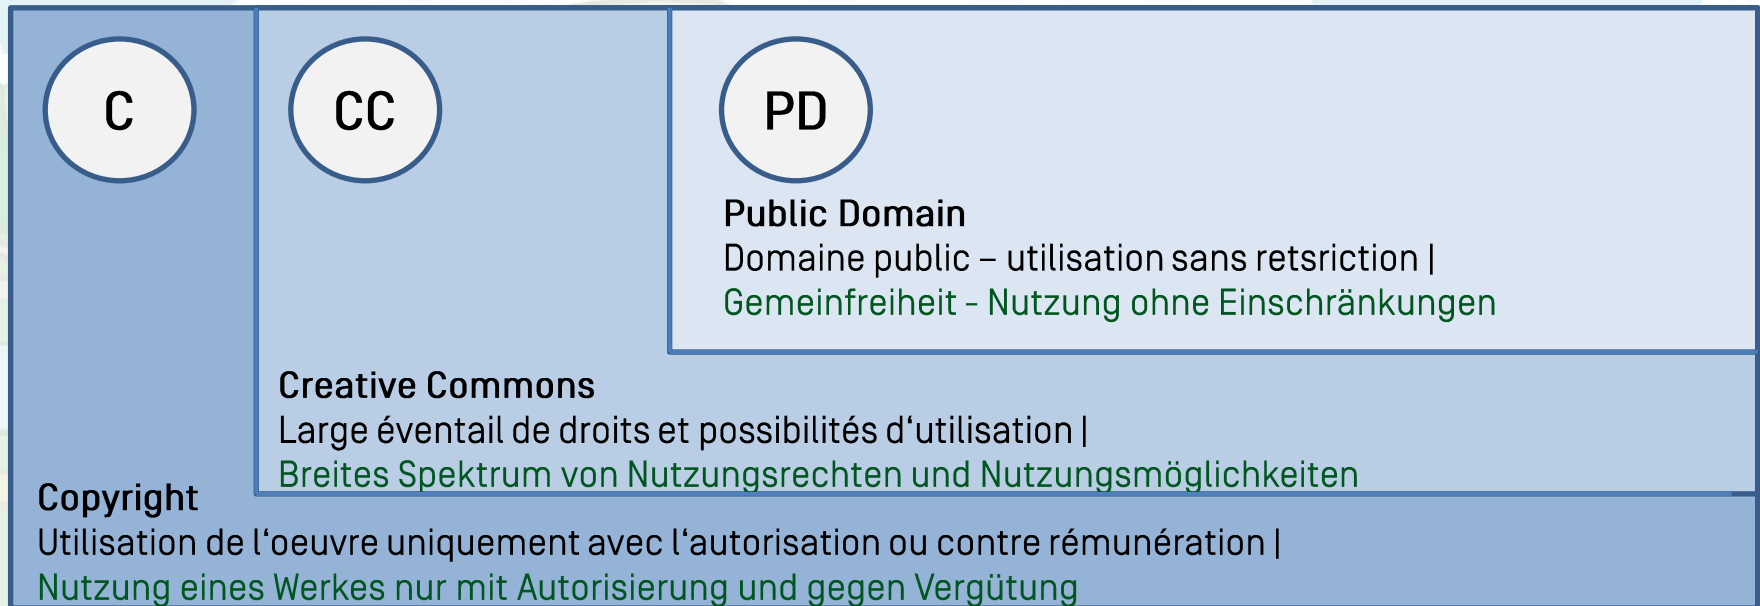 C
CC
PD
Public Domain
Domaine public – utilisation sans retsriction |
Gemeinfreiheit - Nutzung ohne Einschränkungen
Creative Commons
Large éventail de droits et possibilités d‘utilisation |
Breites Spektrum von Nutzungsrechten und Nutzungsmöglichkeiten
Copyright
Utilisation de l‘oeuvre uniquement avec l‘autorisation ou contre rémunération |
Nutzung eines Werkes nur mit Autorisierung und gegen Vergütung